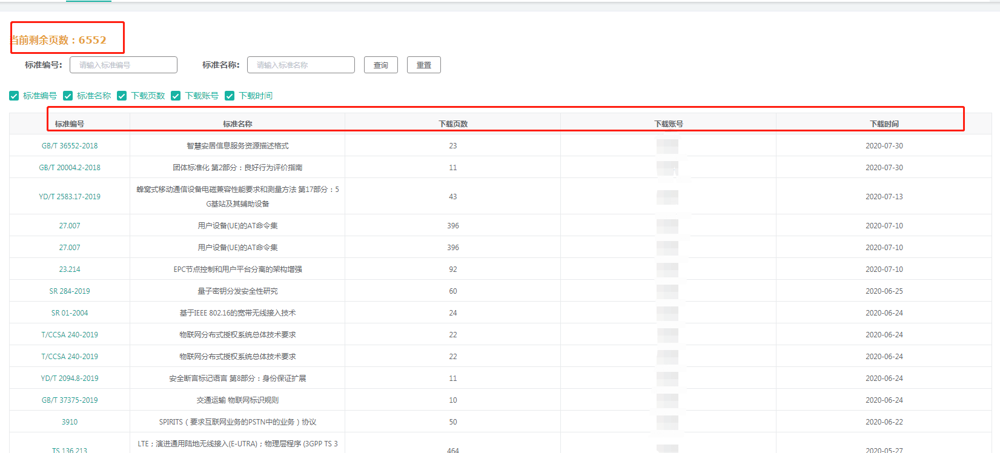 当前剩余页数：6552
标准编号: 请输入标准编号 标准名称: 请输入标准名称 查询 重置
标准编号 标准名称 下载页数 下载账号 下载时间
标准编号 标准名称 下载页数 下载账号 下载时间
GB/T 36552-2018 智慧安居信息服务资源描述格式 23 2020-07-30
GB/T 20004.2-2018 团体标准化 第2部分：良好行为评价指南 11 2020-07-30
YD/T 2583.17-2019 蜂窝式移动通信设备电磁兼容性能要求和测量方法 第17部分：5
G基站及其辅助设备 43 2020-07-13
27.007 用户设备(UE)的AT命令集 396 2020-07-10
27.007 用户设备(UE)的AT命令集 396 2020-07-10
23.214 EPC节点控制和用户平台分离的架构增强 92 2020-07-10
SR 284-2019 量子密钥分发安全性研究 60 2020-06-25
SR 01-2004 基于IEEE 802.16的宽带无线接入技术 24 2020-06-24
T/CCSA 240-2019 物联网分布式授权系统总体技术要求 22 2020-06-24
T/CCSA 240-2019 物联网分布式授权系统总体技术要求 22 2020-06-24
YD/T 2094.8-2019 安全断言标记语言 第8部分：身份保证扩展 11 2020-06-24
GB/T 37375-2019 交通运输 物联网标识规则 10 2020-06-24
3910 SPIRITS（要求互联网业务的PSTN中的业务）协议 50 2020-06-22
LTE；演进通用陆地无线接入(E-UTRA)；物理层程序 (3GPP TS 3
TS 136 213 464 2020-05-27